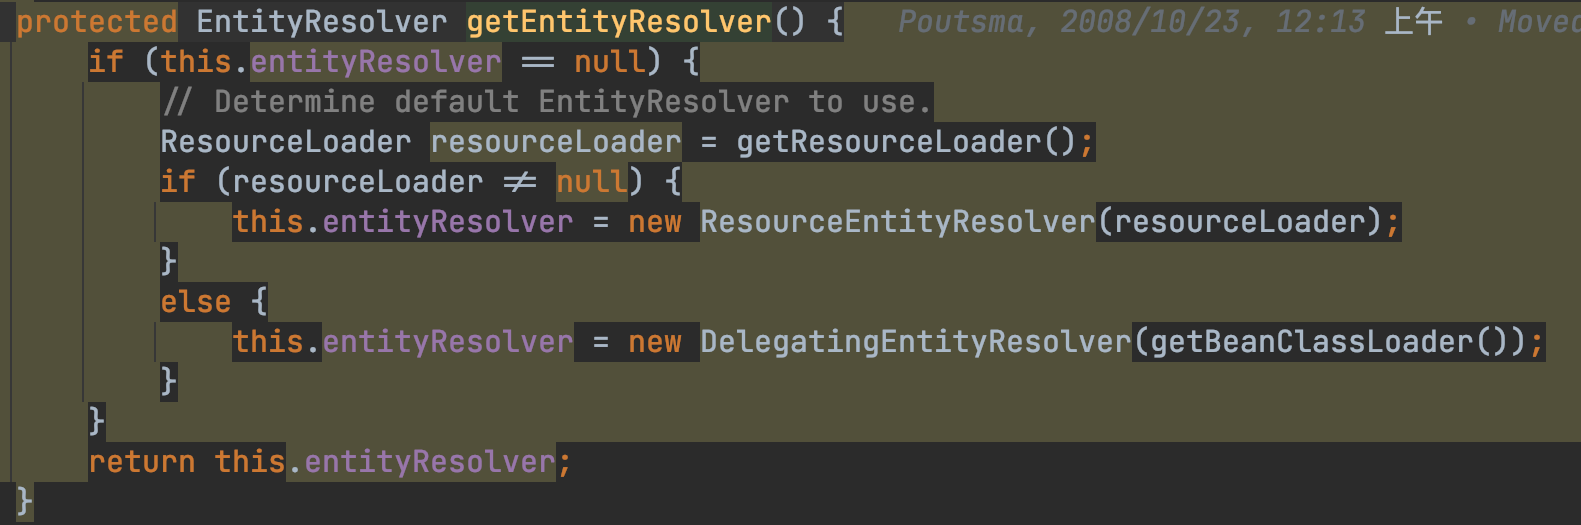 protected EntityResolver getEntityResolver() { Poutsma, 2008/10/23, 12:13 上午 • Moved
if (this.entityResolver == null) {
// Determine default EntityResolver to use.
ResourceLoader resourceLoader = getResourceLoader();
if (resourceLoader != null) {
this.entityResolver = new ResourceEntityResolver(resourceLoader);
}
else {
this.entityResolver = new DelegatingEntityResolver(getBeanClassLoader());
}
}
return this.entityResolver;
}